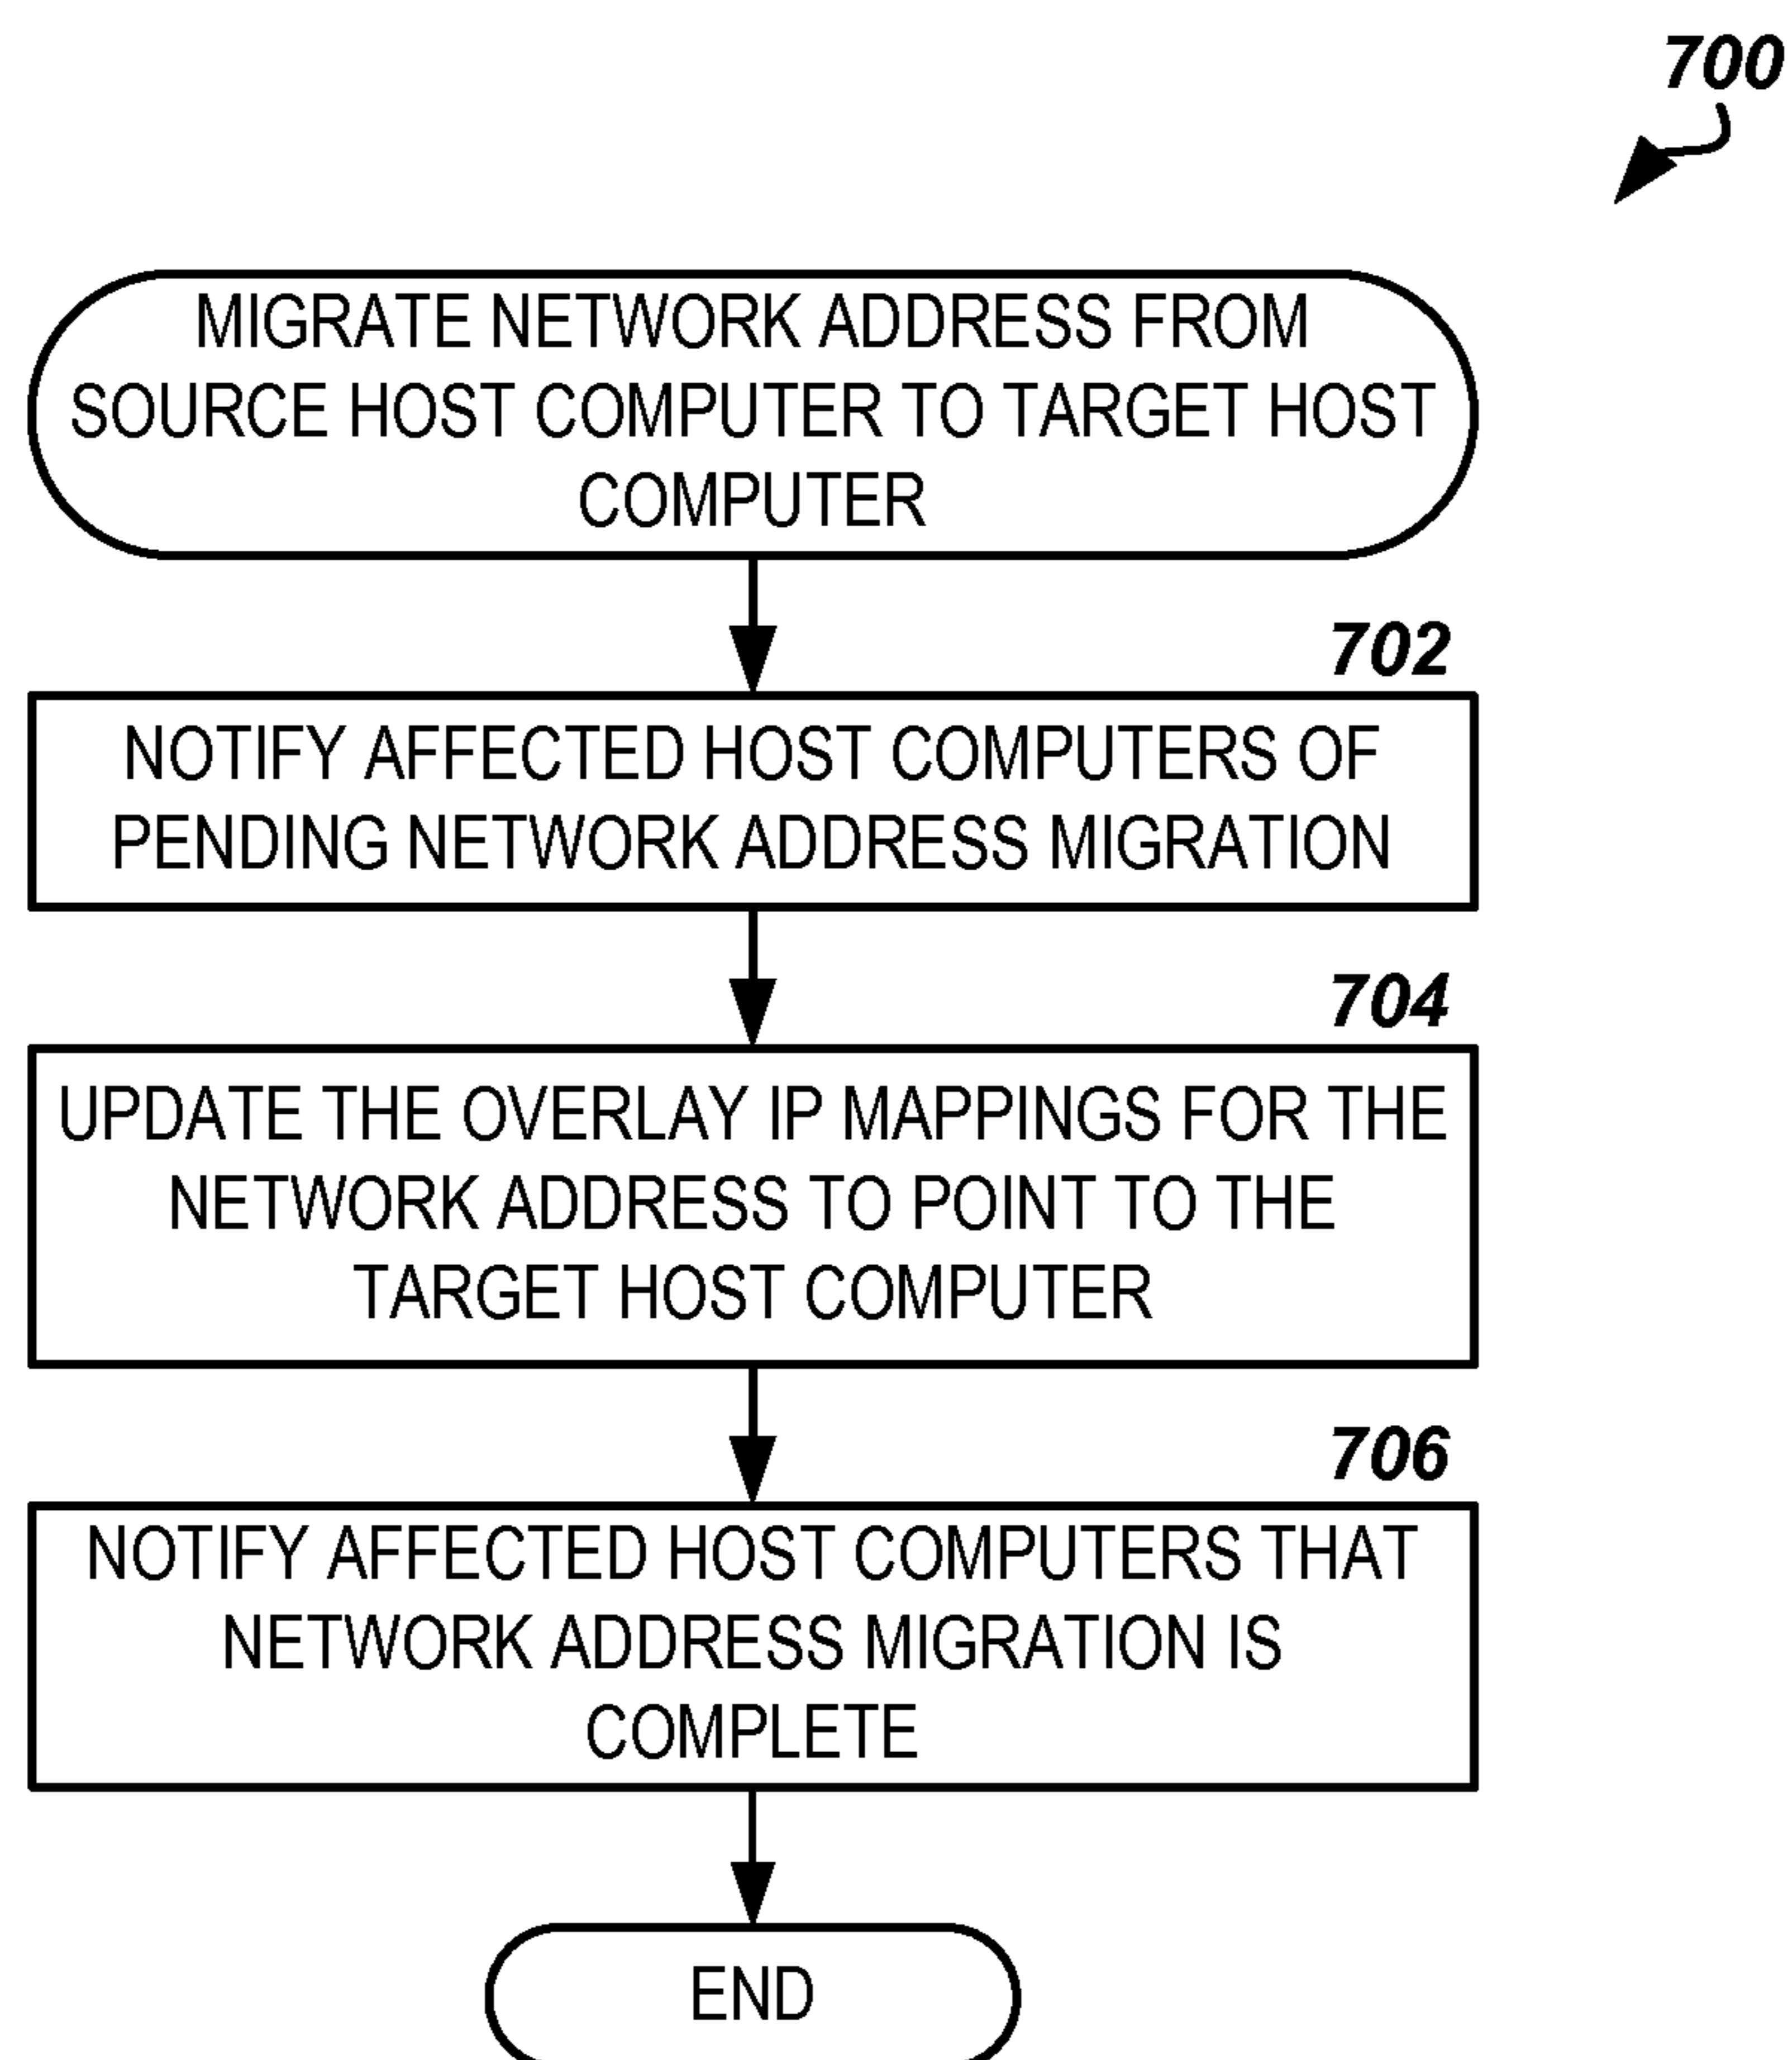 700
MIGRATE NETWORK ADDRESS FROM
SOURCE HOST COMPUTER TO TARGET HOST
COMPUTER
702
NOTIFY AFFECTED HOST COMPUTERS OF
PENDING NETWORK ADDRESS MIGRATION
704
UPDATE THE OVERLAY IP MAPPINGS FOR THE
NETWORK ADDRESS TO POINT TO THE
TARGET HOST COMPUTER
706
NOTIFY AFFECTED HOST COMPUTERS THAT
NETWORK ADDRESS MIGRATION IS
COMPLETE
END